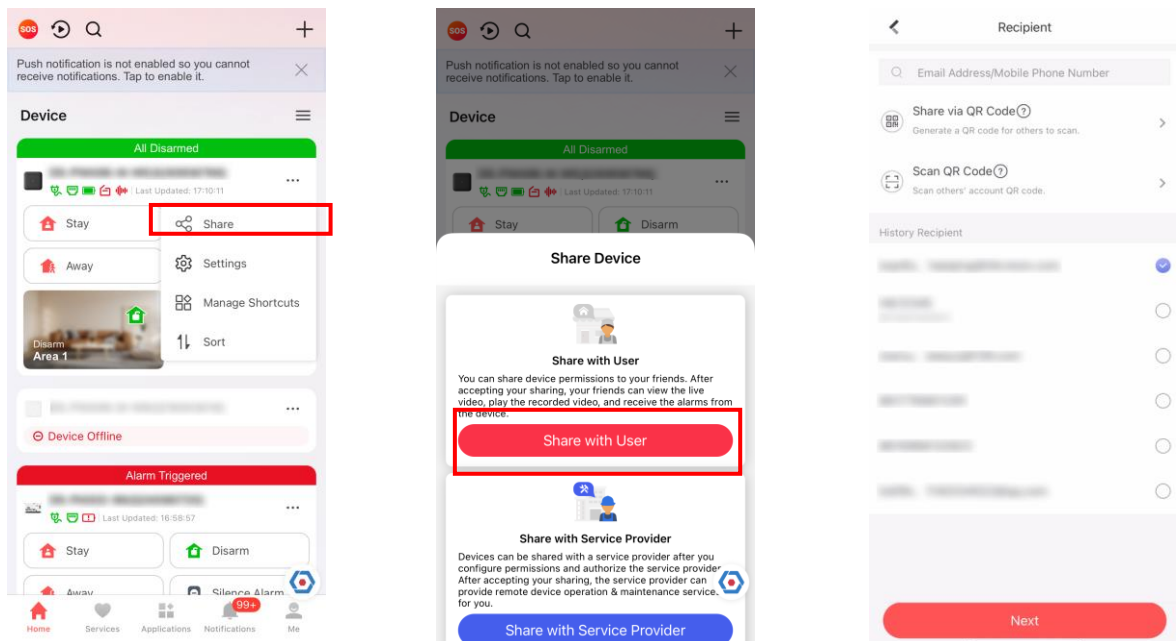 SOS
Push notification is not enabled so you cannot
receive notifications. Tap to enable it.
Device
All Disarmed
Last Updated: 17:10:11
Stay
Share
Away
Settings
Manage Shortcuts
Sort
Disarm
Area 1
Device Offline
Alarm Triggered
Last Updated: 16:58:57
Stay
Disarm
Away
Silence Alarm
99+
Home
Services
Applications
Notifications
Me
SOS
Push notification is not enabled so you cannot
receive notifications. Tap to enable it.
Device
All Disarmed
Last Updated: 17:10:11
Stay
Disarm
Share Device
Share with User
You can share device permissions to your friends. After
accepting your sharing, your friends can view the live
video, play the recorded video, and receive the alarms from
the device.
Share with User
Share with Service Provider
Devices can be shared with a service provider after you
configure permissions and authorize the service provider.
After accepting your sharing, the service provider can
provide remote device operation & maintenance services
for you.
Share with Service Provider
Recipient
Email Address/Mobile Phone Number
Share via QR Code
Generate a QR code for others to scan.
Scan QR Code
Scan others' account QR code.
History Recipient
Next